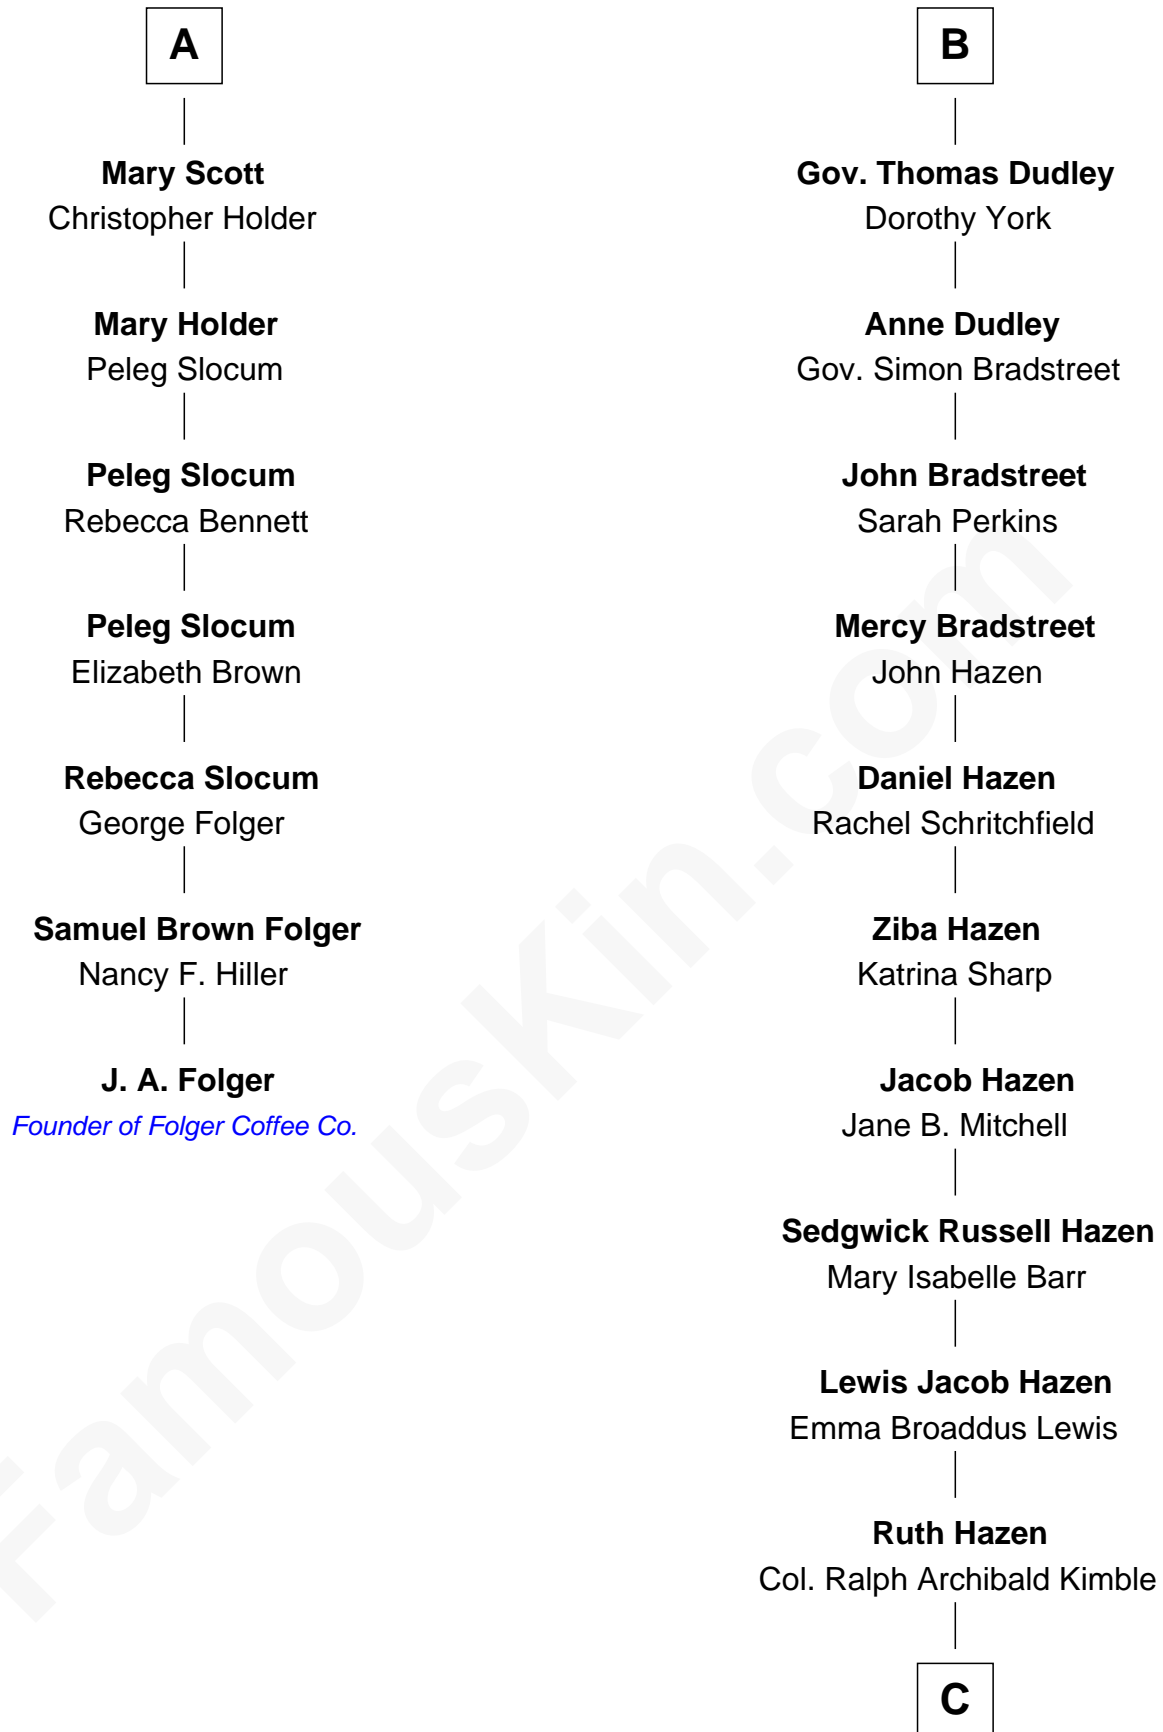 A
Mary Scott
Christopher Holder
Mary Holder
Peleg Slocum
Peleg Slocum
Rebecca Bennett
Peleg Slocum
Elizabeth Brown
Rebecca Slocum
George Folger
Samuel Brown Folger
Nancy F. Hiller
J. A. Folger
Founder of Folger Coffee Co.
B
Gov. Thomas Dudley
Dorothy York
Anne Dudley
Gov. Simon Bradstreet
John Bradstreet
Sarah Perkins
Mercy Bradstreet
John Hazen
Daniel Hazen
Rachel Schritchfield
Ziba Hazen
Katrina Sharp
Jacob Hazen
Jane B. Mitchell
Sedgwick Russell Hazen
Mary Isabelle Barr
Lewis Jacob Hazen
Emma Broaddus Lewis
Ruth Hazen
Col. Ralph Archibald Kimble
C
FamousKin.com